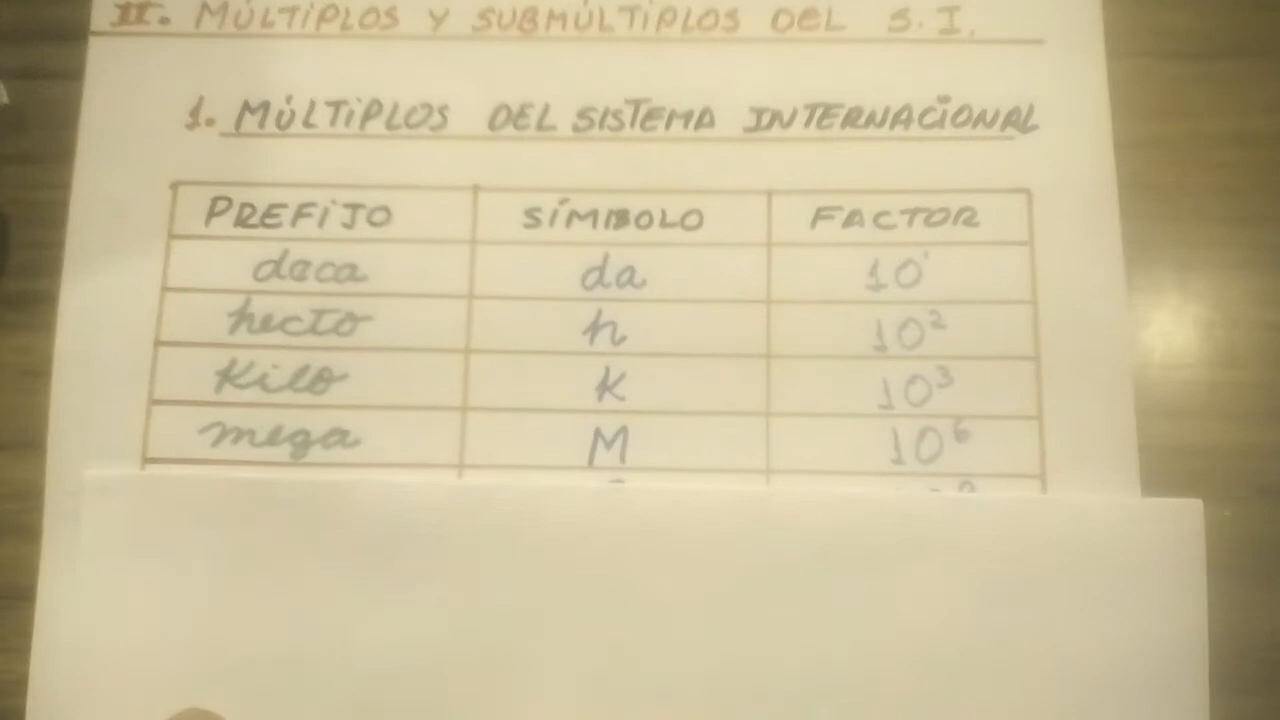 II. MÚLTIPLOS Y SUBMÚLTIPLOS DEL S.I.
1. MÚLTIPLOS DEL SISTEMA INTERNACIONAL
PREFIJO SÍMBOLO FACTOR
deca da 10¹
hecto h 10²
Kilo K 10³
mega M 10⁶